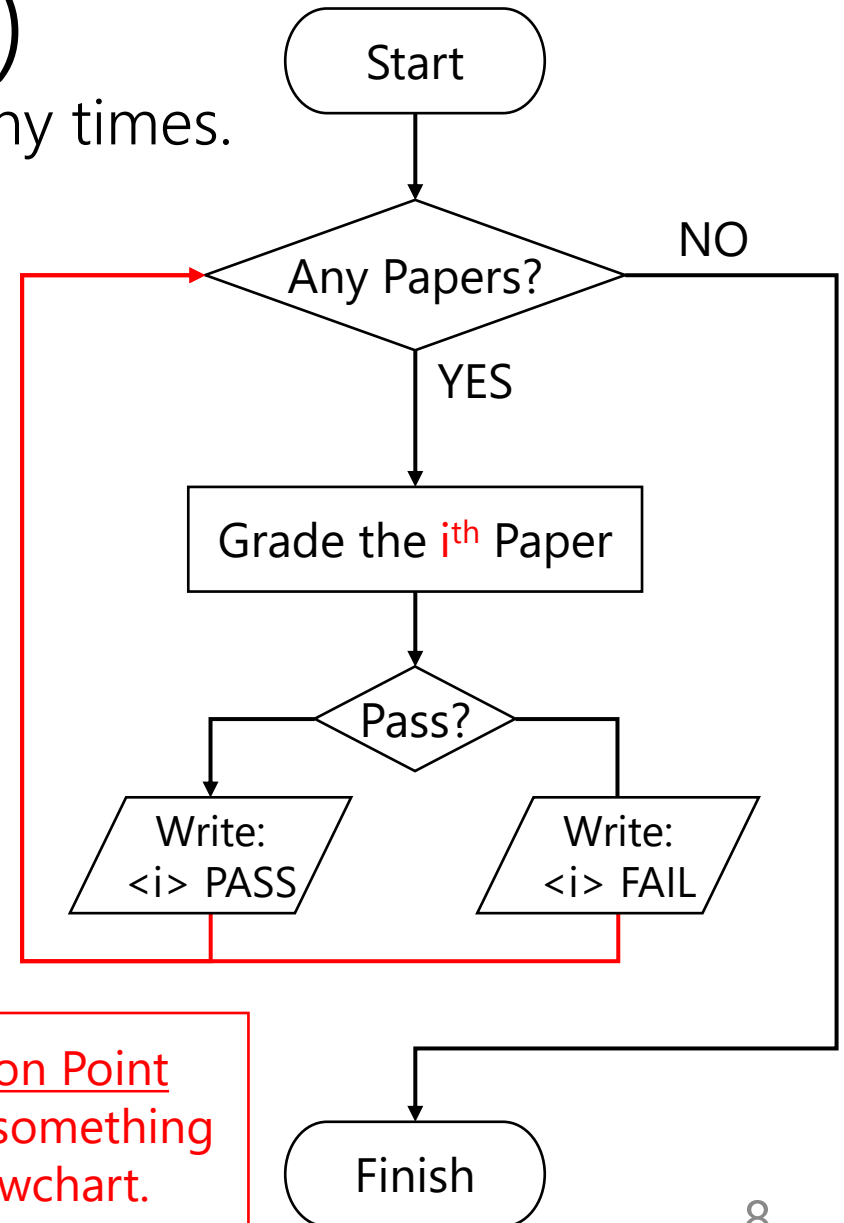 )
ny times.
Start
Any Papers?
NO
YES
Grade the iᵗʰ Paper
Pass?
Write:
<i> PASS
Write:
<i> FAIL
on Point
something
wchart.
Finish
8